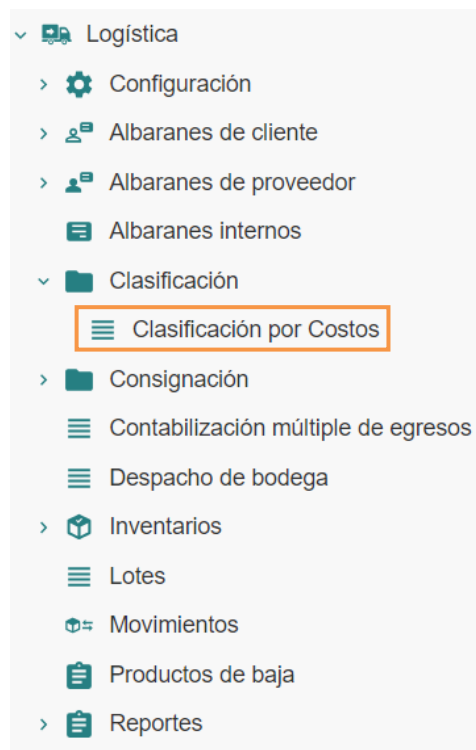 Logística
Configuración
Albaranes de cliente
Albaranes de proveedor
Albaranes internos
Clasificación
Clasificación por Costos
Consignación
Contabilización múltiple de egresos
Despacho de bodega
Inventarios
Lotes
Movimientos
Productos de baja
Reportes